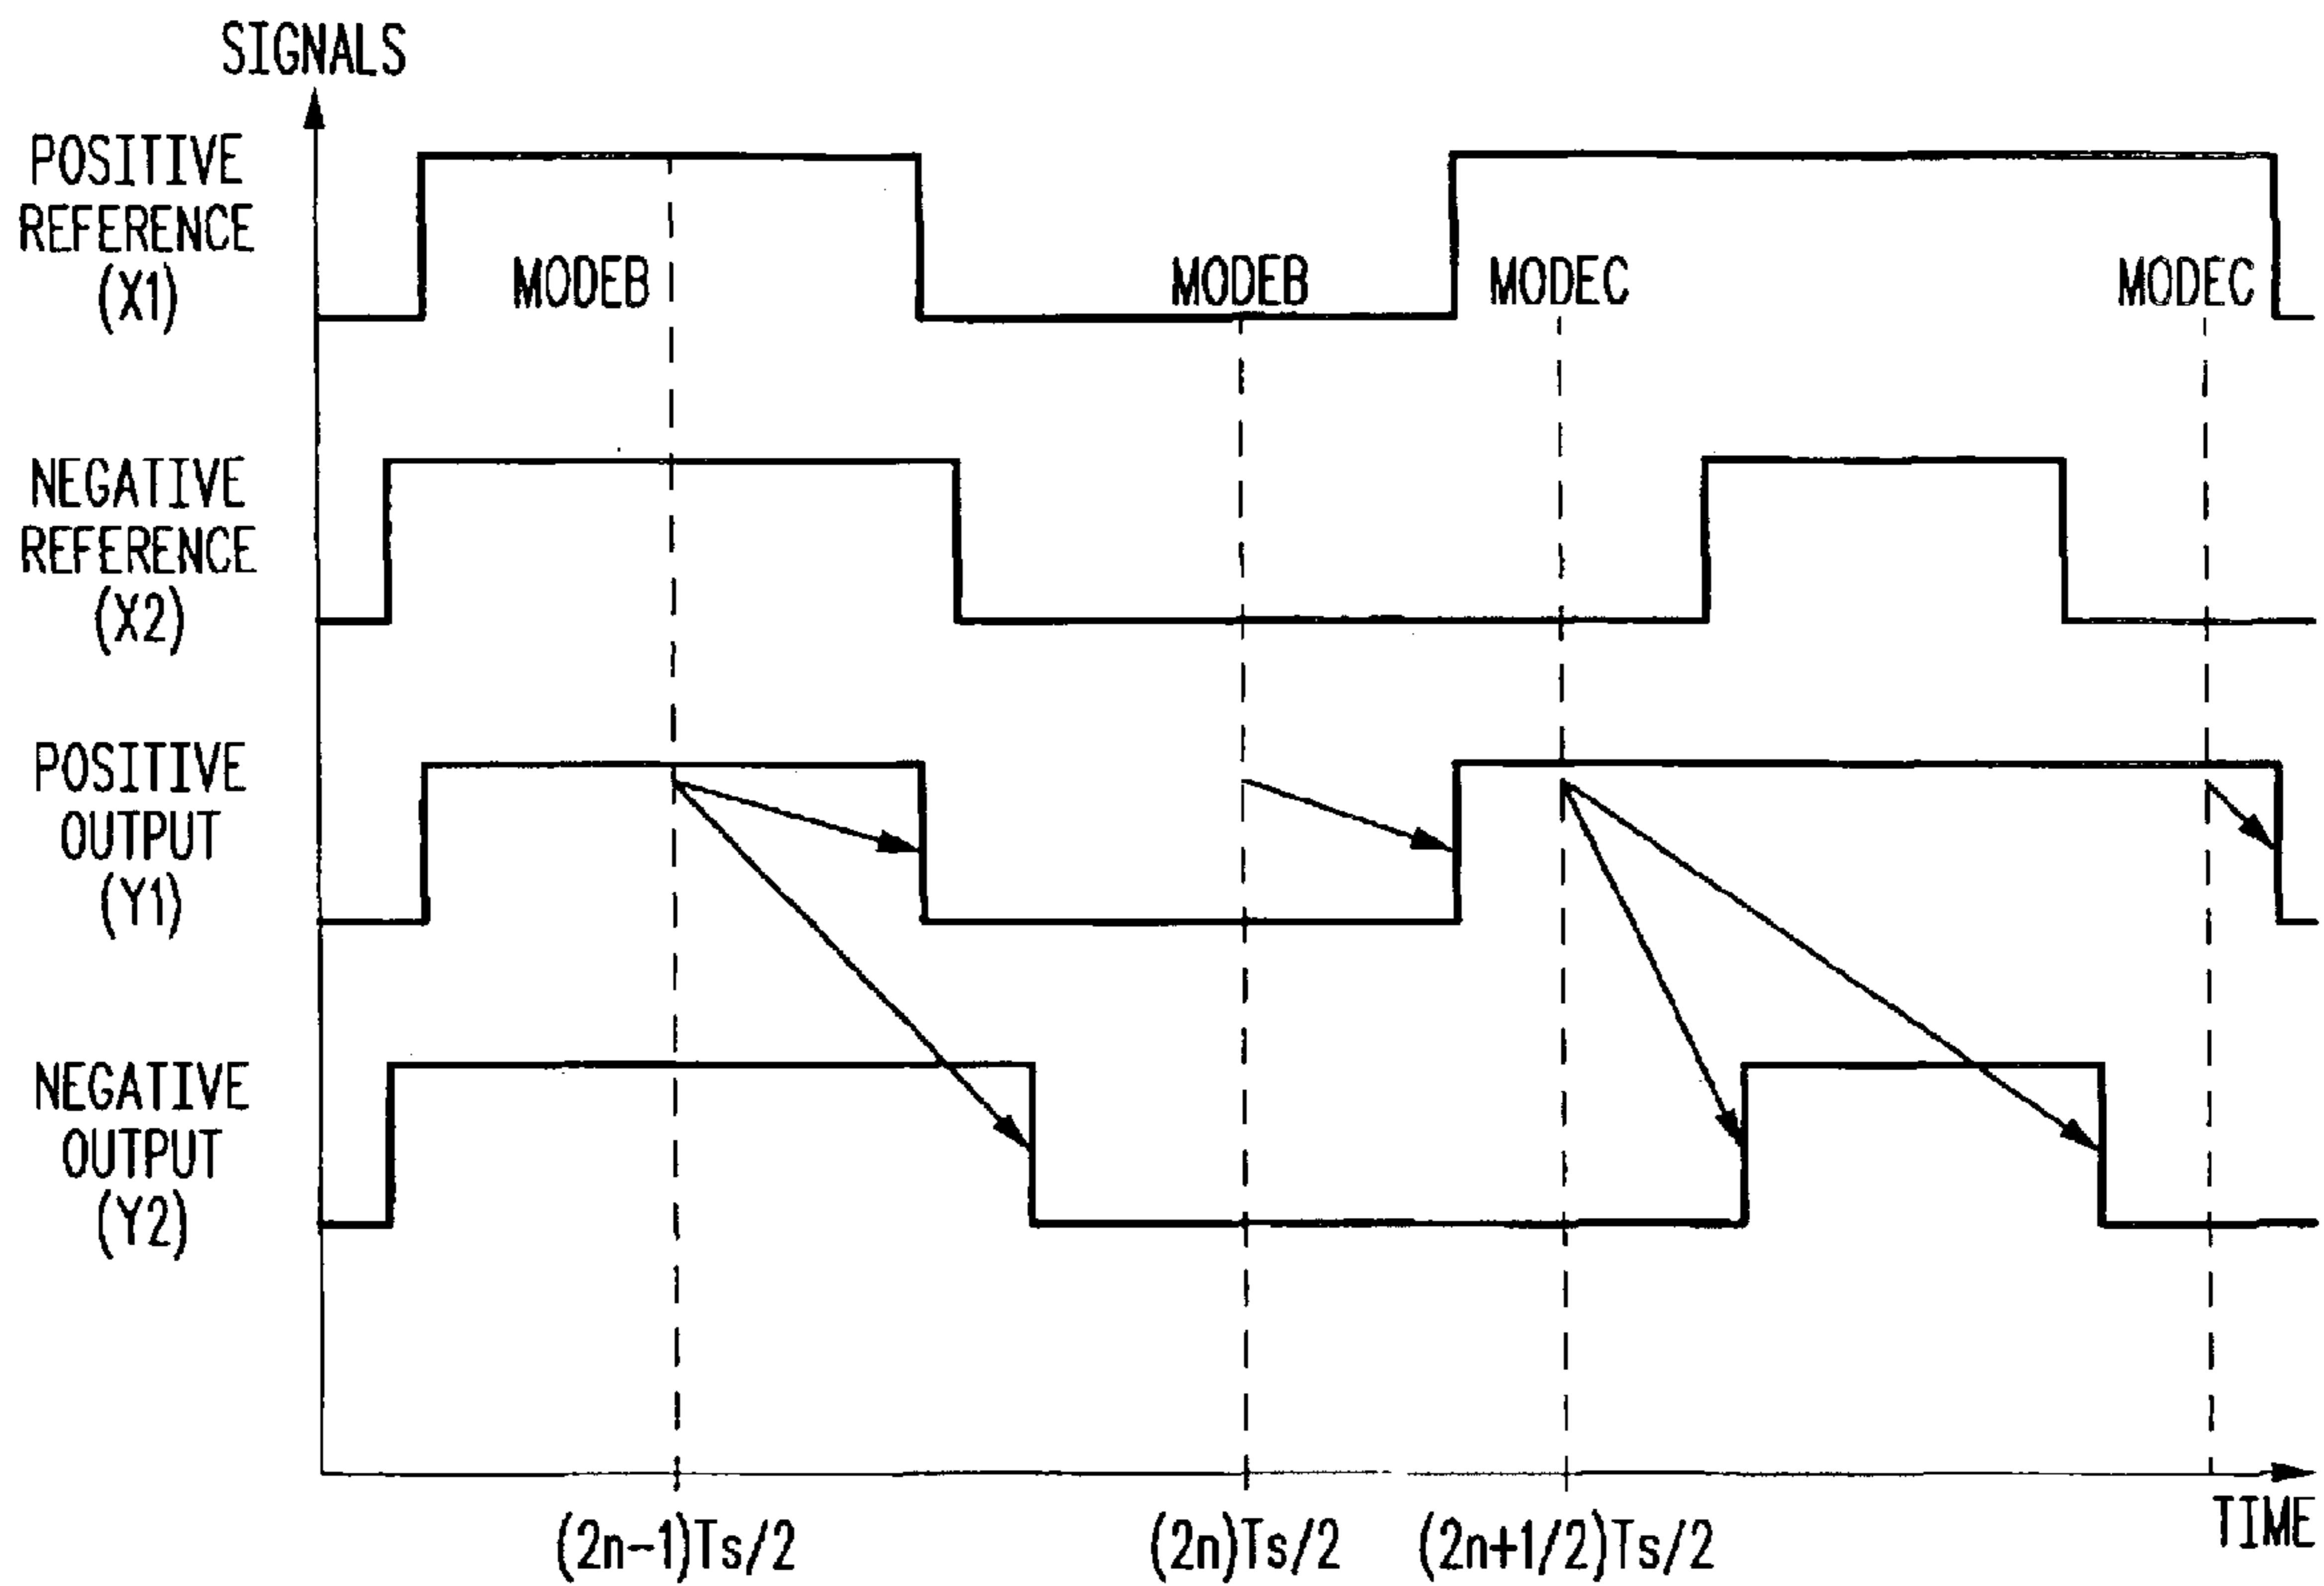 SIGNALS
POSITIVE
REFERENCE
(X1)
MODEB
MODEB
MODEC
MODEC
NEGATIVE
REFERENCE
(X2)
POSITIVE
OUTPUT
(Y1)
NEGATIVE
OUTPUT
(Y2)
(2n-1)Ts/2
(2n)Ts/2
(2n+1/2)Ts/2
TIME